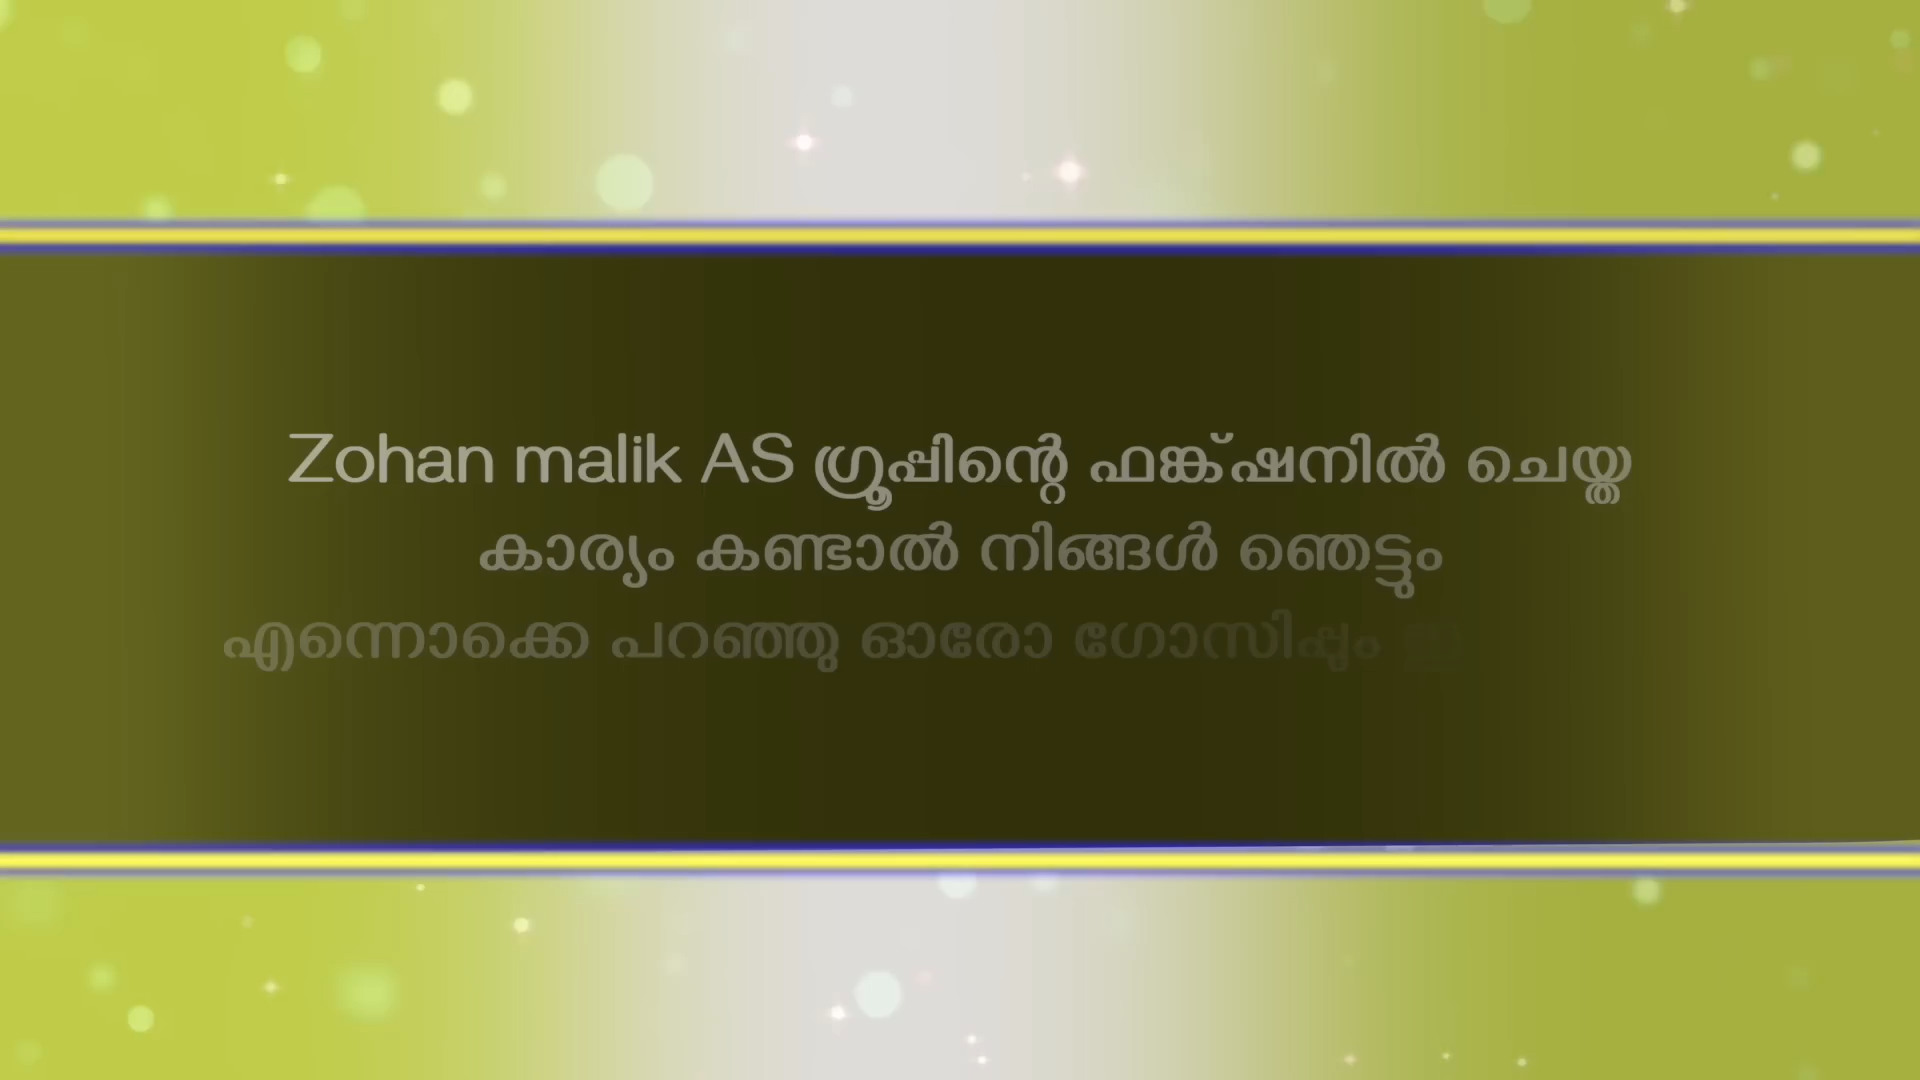 Zohan malik AS ഗ്രൂപ്പിന്റെ ഫങ്ക്ഷനിൽ ചെയ്ത
കാര്യം കണ്ടാൽ നിങ്ങൾ ഞെട്ടും
എന്നൊക്കെ പറഞ്ഞു ഓരോ ഗോസിപ്പും